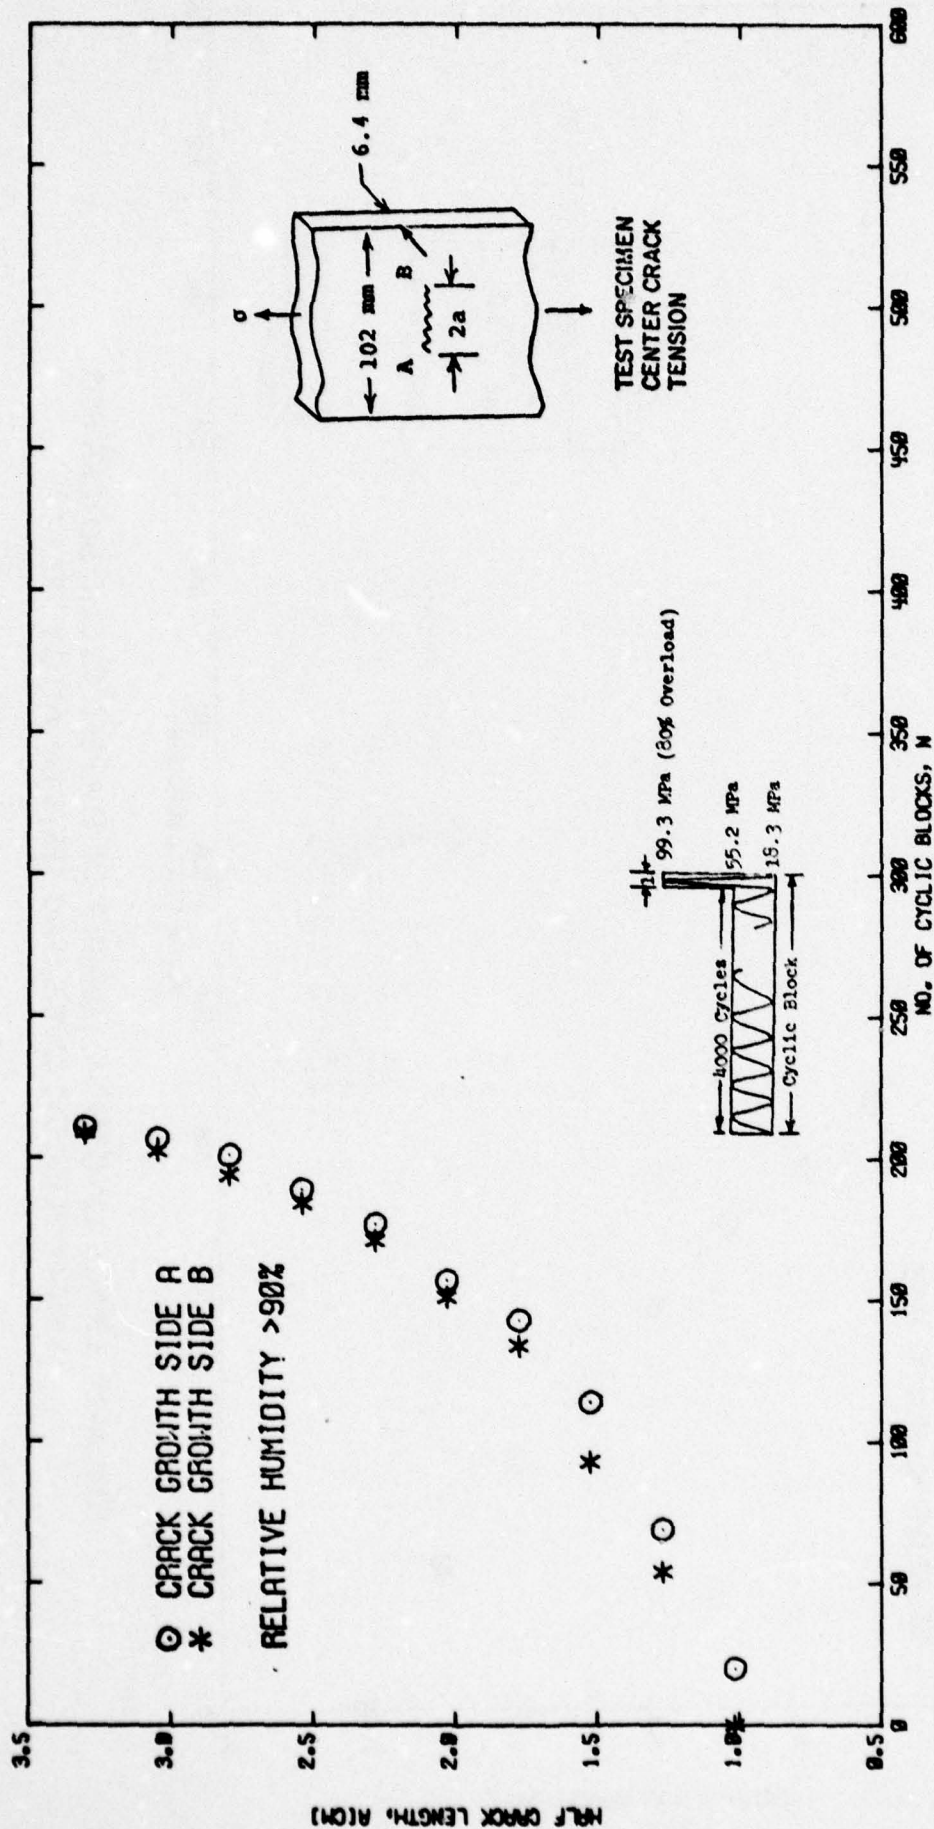 ⊙ CRACK GROWTH SIDE A
* CRACK GROWTH SIDE B
RELATIVE HUMIDITY >90%
HALF CRACK LENGTH, A(CM)
3.5
3.0
2.5
2.0
1.5
1.0
0.5
0
50
100
150
200
250
300
350
400
450
500
550
600
NO. OF CYCLIC BLOCKS, N
4000 Cycles
1
99.3 MPa (80% Overload)
55.2 MPa
18.3 MPa
Cyclic Block
σ
102 mm
6.4 mm
A
B
2a
TEST SPECIMEN
CENTER CRACK
TENSION